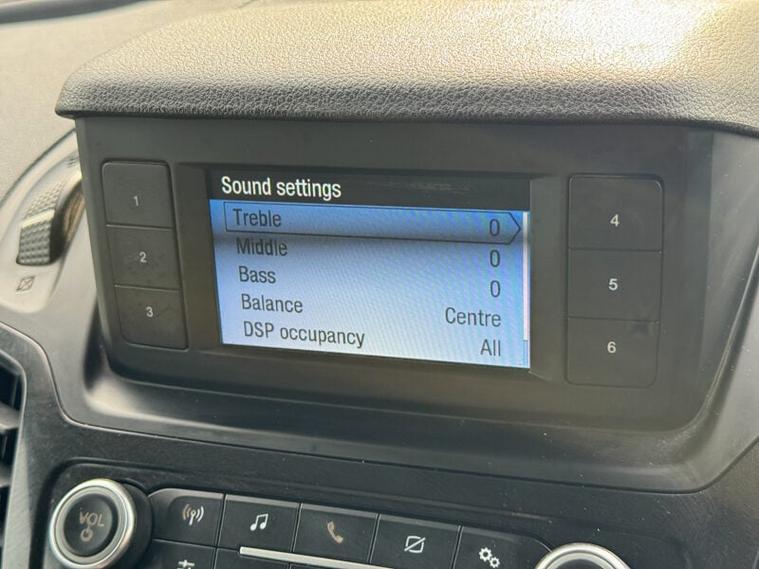 Sound settings
Treble 0
Middle 0
Bass 0
Balance Centre
DSP occupancy All
1
2
3
4
5
6
VOL